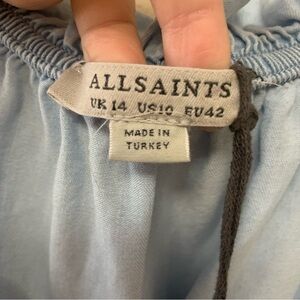 ALLSAINTS
UK 14 US10 EU42
MADE IN
TURKEY